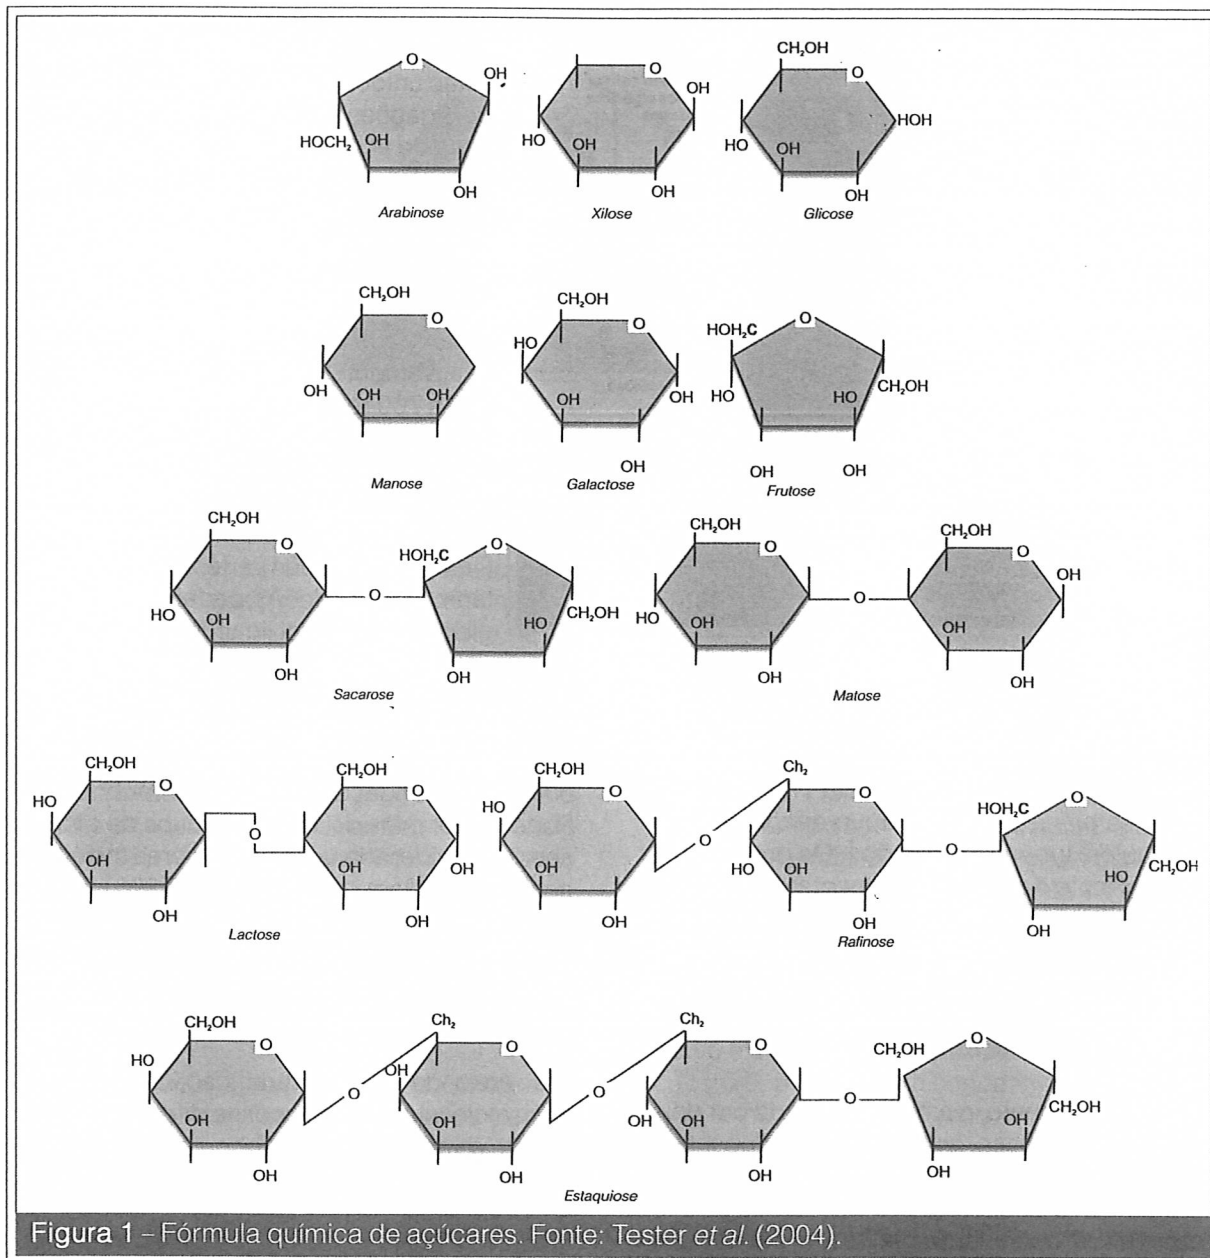 O OH HOCH₂ OH OH
Arabinose
O OH HO OH OH
Xilose
CH₂OH O HOH HO OH OH
Glicose
CH₂OH O OH OH OH
Manose
CH₂OH HO O OH OH OH
Galactose
O HOH₂C HO CH₂OH HO OH OH
Frutose
CH₂OH O HO OH OH O HOH₂C O CH₂OH HO OH
Sacarose
CH₂OH O HO OH OH O CH₂OH O OH OH OH
Matose
CH₂OH HO O OH OH O CH₂OH O OH OH OH
Lactose
CH₂OH HO O OH OH O Ch₂ O HO OH OH O HOH₂C O CH₂OH HO OH
Rafinose
CH₂OH HO O OH OH O Ch₂ OH O OH OH O Ch₂ O OH OH OH O CH₂OH O CH₂OH OH OH
Estaquiose
Figura 1 – Fórmula química de açúcares. Fonte: Tester et al. (2004).